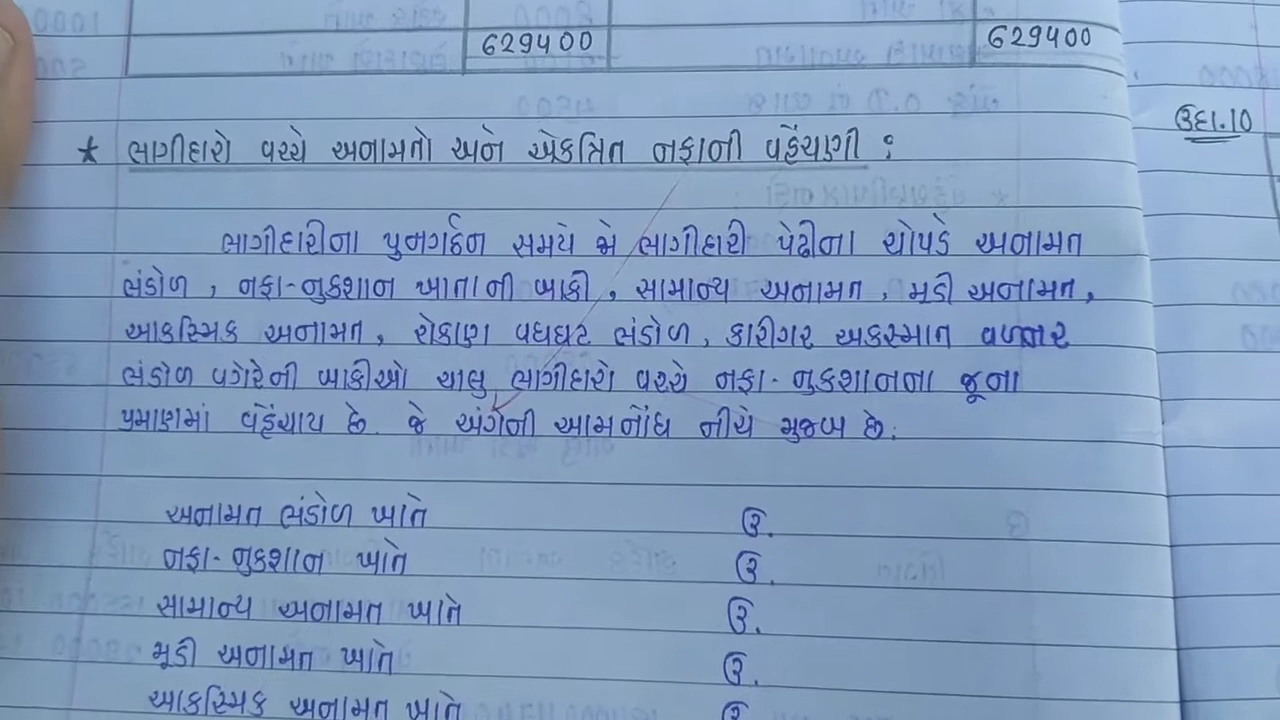 629400 629400
ઉદા.10
* ભાગીદારો વચ્ચે અનામતો અને એકત્રિત નફાની વહેંચણી :
ભાગીદારીના પુનર્ગઠન સમયે જો ભાગીદારી પેઢીના ચોપડે અનામત
ભંડોળ, નફા-નુકશાન ખાતાની બાકી, સામાન્ય અનામત, મૂડી અનામત,
આકસ્મિક અનામત, રોકાણ વધઘટ ભંડોળ, કારીગર અકસ્માત વળતર
ભંડોળ વગેરેની બાકીઓ ચાલુ ભાગીદારો વચ્ચે નફા-નુકશાનના જૂના
પ્રમાણમાં વહેંચાય છે. જે અંગેની આમનોંધ નીચે મુજબ છે.
અનામત ભંડોળ ખાતે ઉ.
નફા-નુકશાન ખાતે ઉ.
સામાન્ય અનામત ખાતે ઉ.
મૂડી અનામત ખાતે ઉ.
આકસ્મિક અનામત ખાતે ઉ